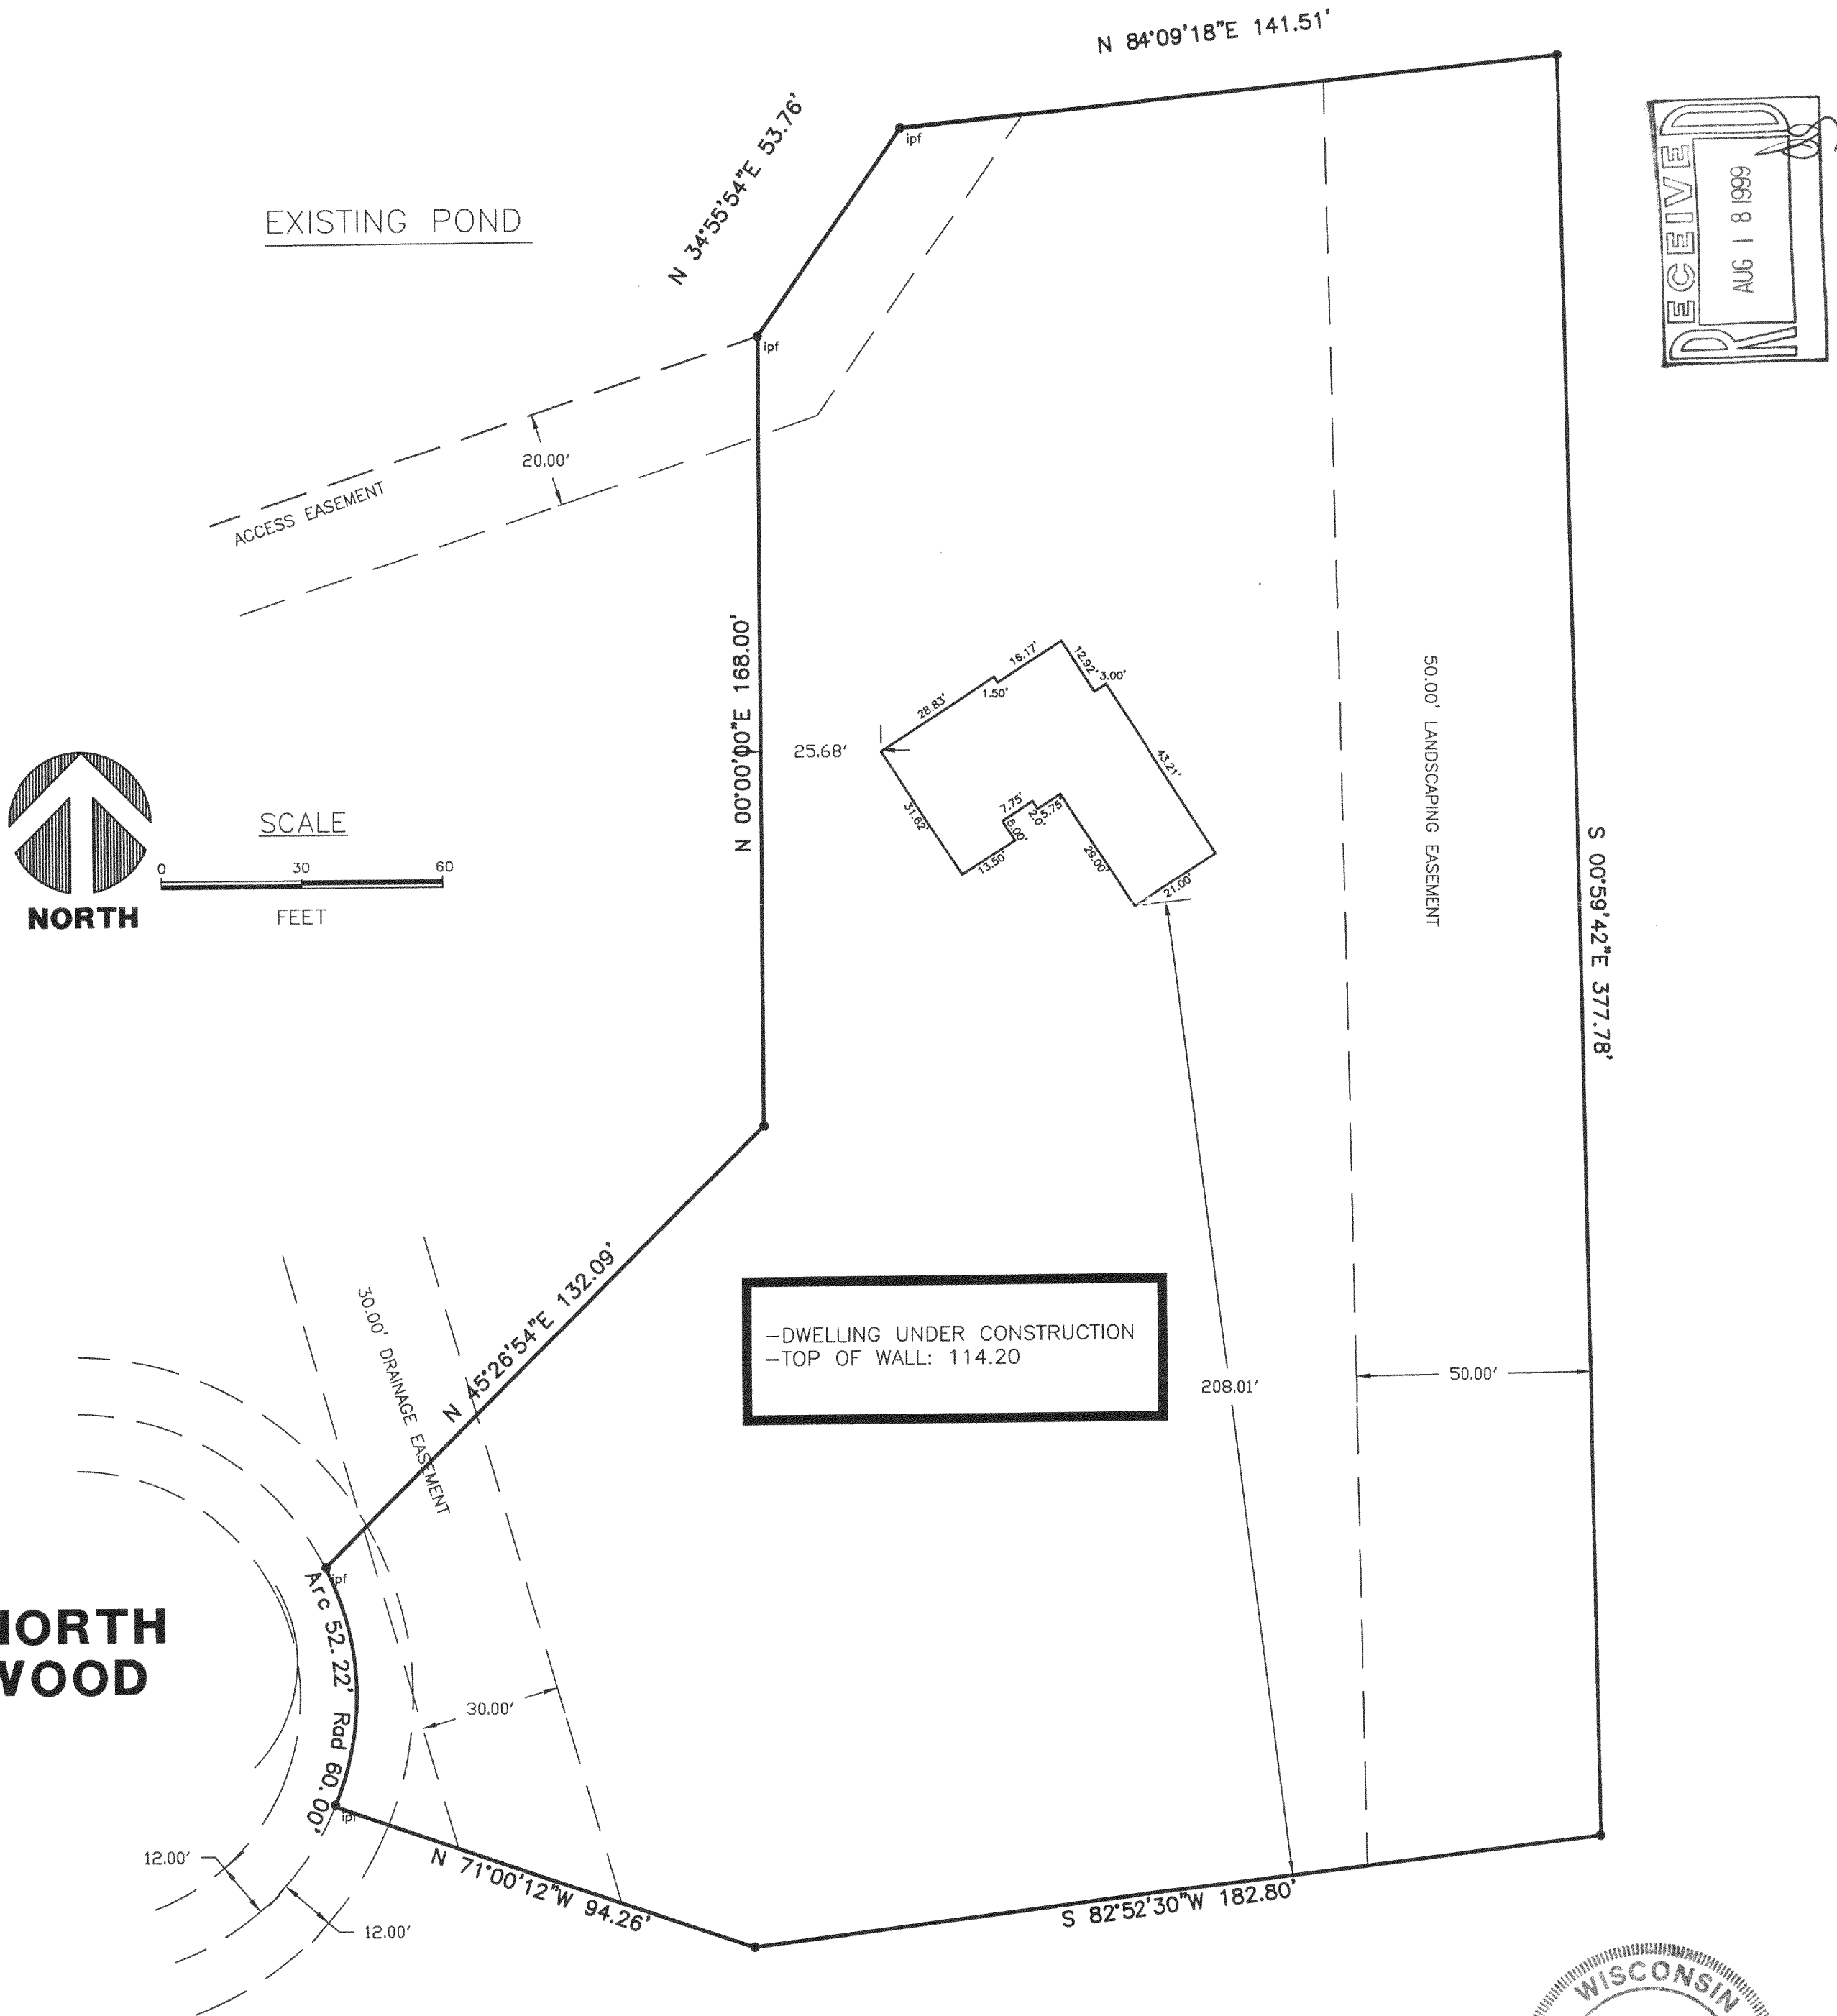 N 84°09'18"E 141.51'
N 34°55'54"E 53.76'
ipf
RECEIVED
AUG 18 1999
EXISTING POND
ipf
20.00'
ACCESS EASEMENT
N 00°00'00"E 168.00'
16.17'
12.92'
3.00'
1.50'
28.83'
25.68'
43.21'
31.62'
7.75'
2.0'
5.75'
5.00'
13.50'
29.00'
21.00'
50.00' LANDSCAPING EASEMENT
S 00°59'42"E 377.78'
SCALE
0 30 60
FEET
NORTH
N 45°26'54"E 132.09'
30.00' DRAINAGE EASEMENT
-DWELLING UNDER CONSTRUCTION
-TOP OF WALL: 114.20
208.01'
50.00'
ipf
Arc 52.22' Rad 60.00'
NORTH
WOOD
30.00'
ipf
12.00'
12.00'
N 71°00'12"W 94.26'
S 82°52'30"W 182.80'
WISCONSIN